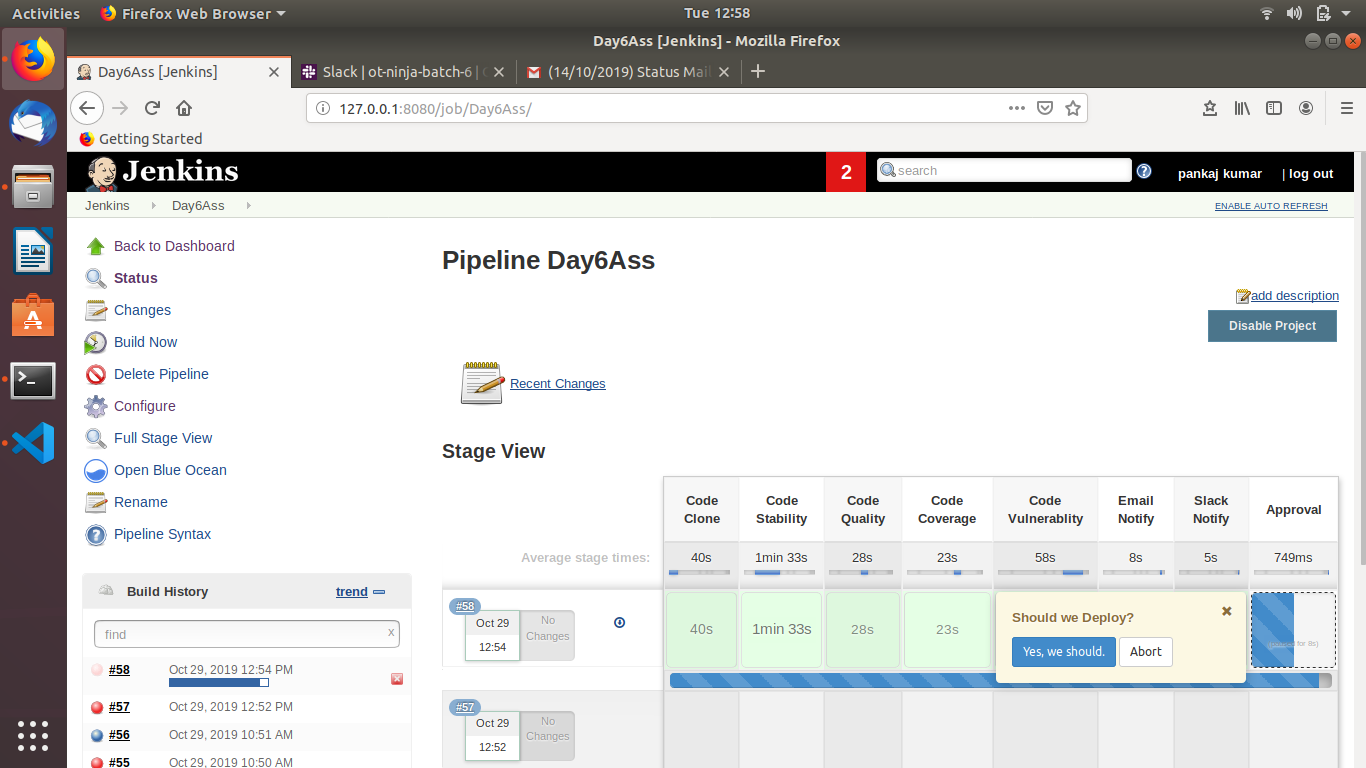 Activities
Firefox Web Browser
Tue 12:58
Day6Ass [Jenkins] - Mozilla Firefox
Day6Ass [Jenkins]
Slack | ot-ninja-batch-6 |
(14/10/2019) Status Mai
127.0.0.1:8080/job/Day6Ass/
Getting Started
Jenkins
2
search
pankaj kumar
| log out
Jenkins
Day6Ass
ENABLE AUTO REFRESH
Back to Dashboard
Status
Changes
Build Now
Delete Pipeline
Configure
Full Stage View
Open Blue Ocean
Rename
Pipeline Syntax
Build History
trend
find
x
#58
Oct 29, 2019 12:54 PM
#57
Oct 29, 2019 12:52 PM
#56
Oct 29, 2019 10:51 AM
#55
Oct 29, 2019 10:50 AM
Pipeline Day6Ass
add description
Disable Project
Recent Changes
Stage View
Code Clone
Code Stability
Code Quality
Code Coverage
Code Vulnerablity
Email Notify
Slack Notify
Approval
Average stage times:
40s
1min 33s
28s
23s
58s
8s
5s
749ms
#58
Oct 29
12:54
No Changes
40s
1min 33s
28s
23s
Should we Deploy?
Yes, we should.
Abort
for 8s)
#57
Oct 29
12:52
No Changes